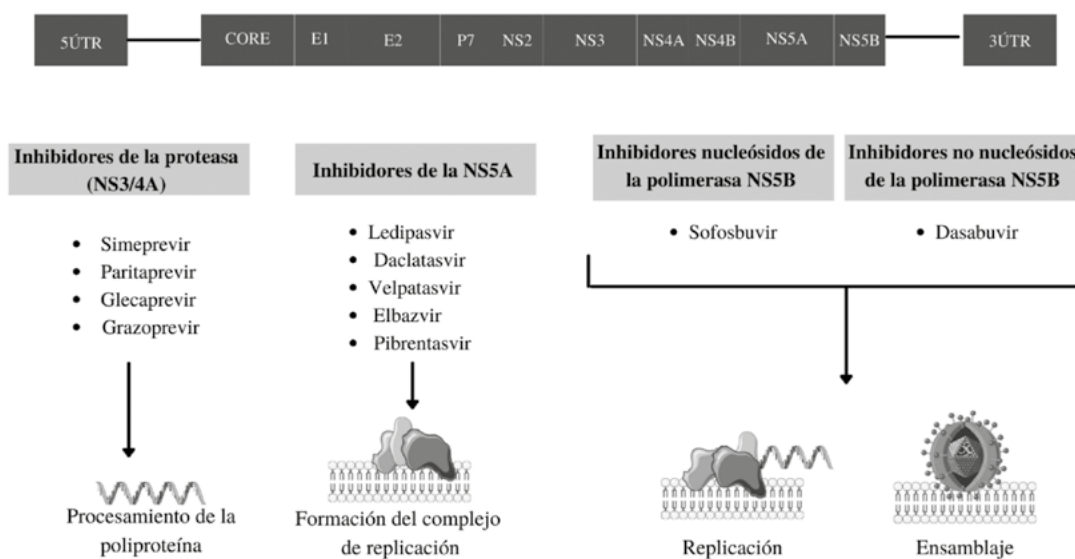 5ÚTR CORE E1 E2 P7 NS2 NS3 NS4A NS4B NS5A NS5B 3ÚTR
Inhibidores de la proteasa
(NS3/4A)
• Simeprevir
• Paritaprevir
• Glecaprevir
• Grazoprevir
Procesamiento de la
poliproteína
Inhibidores de la NS5A
• Ledipasvir
• Daclatasvir
• Velpatasvir
• Elbazvir
• Pibrentasvir
Formación del complejo
de replicación
Inhibidores nucleósidos de
la polimerasa NS5B
• Sofosbuvir
Inhibidores no nucleósidos
de la polimerasa NS5B
• Dasabuvir
Replicación
Ensamblaje